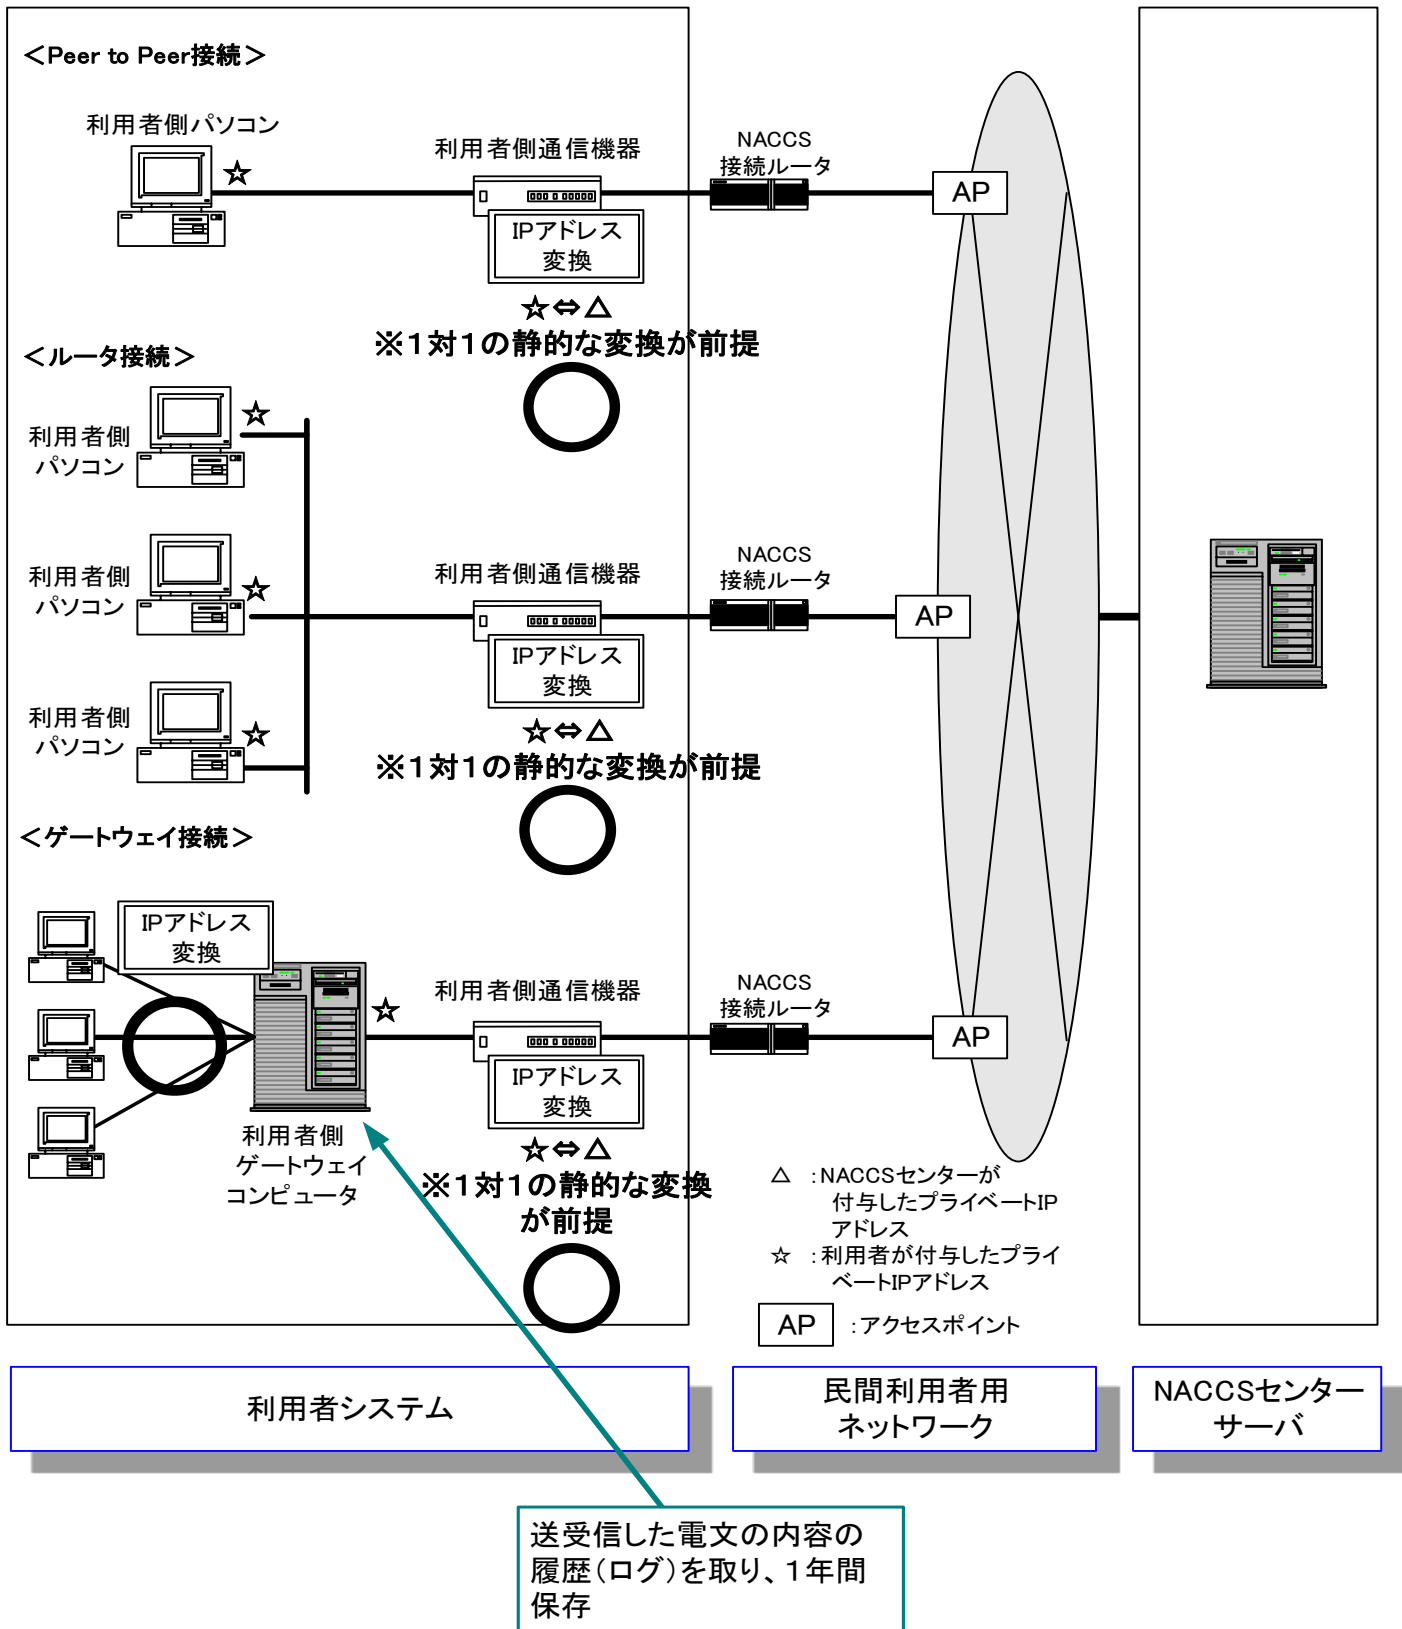 ＜Peer to Peer接続＞
利用者側パソコン
☆
利用者側通信機器
NACCS
接続ルータ
AP
IPアドレス
変換
☆⇔△
※１対１の静的な変換が前提
＜ルータ接続＞
☆
利用者側
パソコン
☆
利用者側
パソコン
☆
利用者側
パソコン
利用者側通信機器
NACCS
接続ルータ
AP
IPアドレス
変換
☆⇔△
※１対１の静的な変換が前提
＜ゲートウェイ接続＞
IPアドレス
変換
☆
利用者側
ゲートウェイ
コンピュータ
利用者側通信機器
NACCS
接続ルータ
AP
IPアドレス
変換
☆⇔△
※１対１の静的な変換
が前提
△ ：NACCSセンターが
付与したプライベートIP
アドレス
☆ ：利用者が付与したプライ
ベートIPアドレス
AP ：アクセスポイント
利用者システム
民間利用者用
ネットワーク
NACCSセンター
サーバ
送受信した電文の内容の
履歴（ログ）を取り、１年間
保存